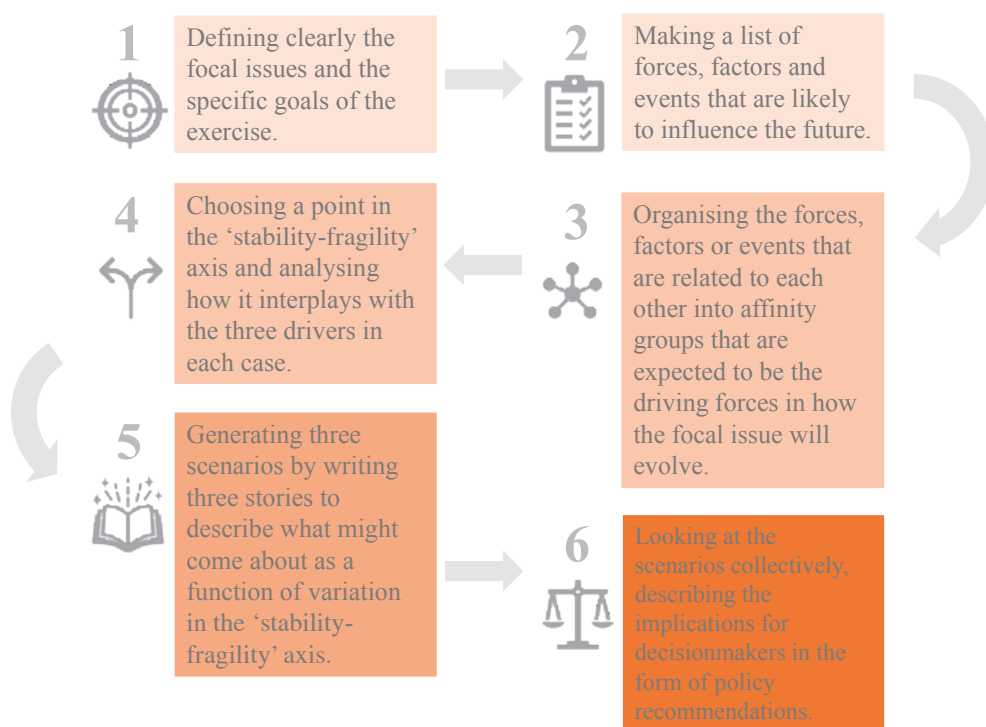 1
Defining clearly the
focal issues and the
specific goals of the
exercise.
2
Making a list of
forces, factors and
events that are likely
to influence the future.
3
Organising the forces,
factors or events that
are related to each
other into affinity
groups that are
expected to be the
driving forces in how
the focal issue will
evolve.
4
Choosing a point in
the ‘stability-fragility’
axis and analysing
how it interplays with
the three drivers in
each case.
5
Generating three
scenarios by writing
three stories to
describe what might
come about as a
function of variation
in the ‘stability-
fragility’ axis.
6
Looking at the
scenarios collectively,
describing the
implications for
decisionmakers in the
form of policy
recommendations.